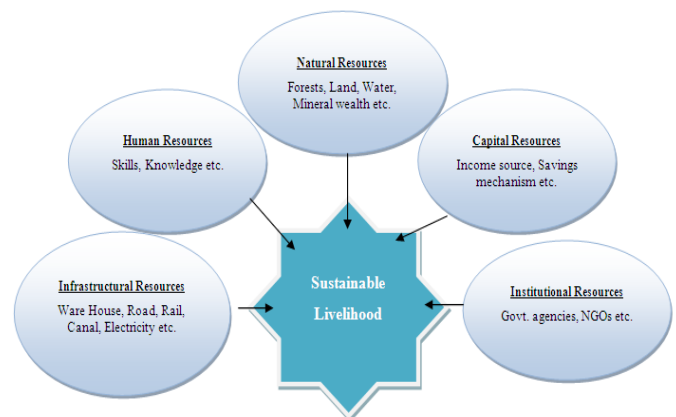 Natural Resources
Forests, Land, Water,
Mineral wealth etc.
Human Resources
Skills, Knowledge etc.
Capital Resources
Income source, Savings
mechanism etc.
Infrastructural Resources
Ware House, Road, Rail,
Canal, Electricity etc.
Sustainable
Livelihood
Institutional Resources
Govt. agencies, NGOs etc.